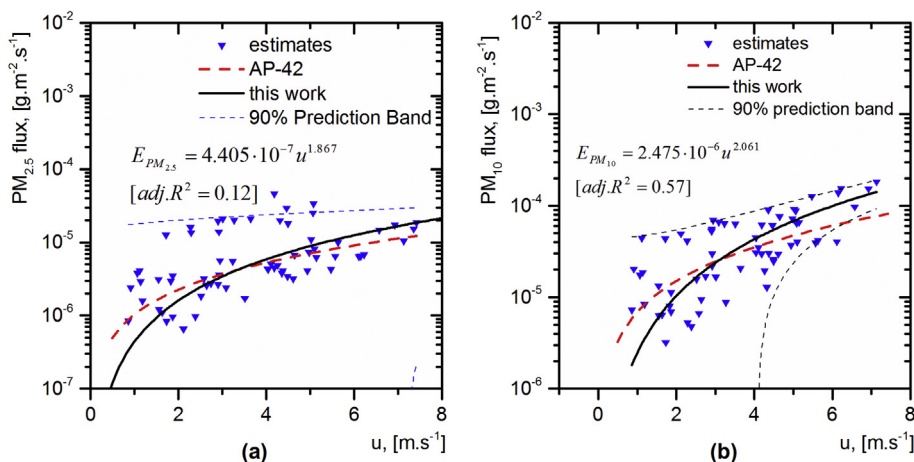 (a)
PM2.5 flux, [g.m-2.s-1]
10-2
10-3
10-4
10-5
10-6
10-7
estimates
AP-42
this work
90% Prediction Band
E_PM2.5 = 4.405·10-7 u1.867
[adj.R2 = 0.12]
0 2 4 6 8
u, [m.s-1]
(a)
(b)
PM10 flux, [g.m-2.s-1]
10-2
10-3
10-4
10-5
10-6
estimates
AP-42
this work
90% prediction band
E_PM10 = 2.475·10-6 u2.061
[adj.R2 = 0.57]
0 2 4 6 8
u, [m.s-1]
(b)